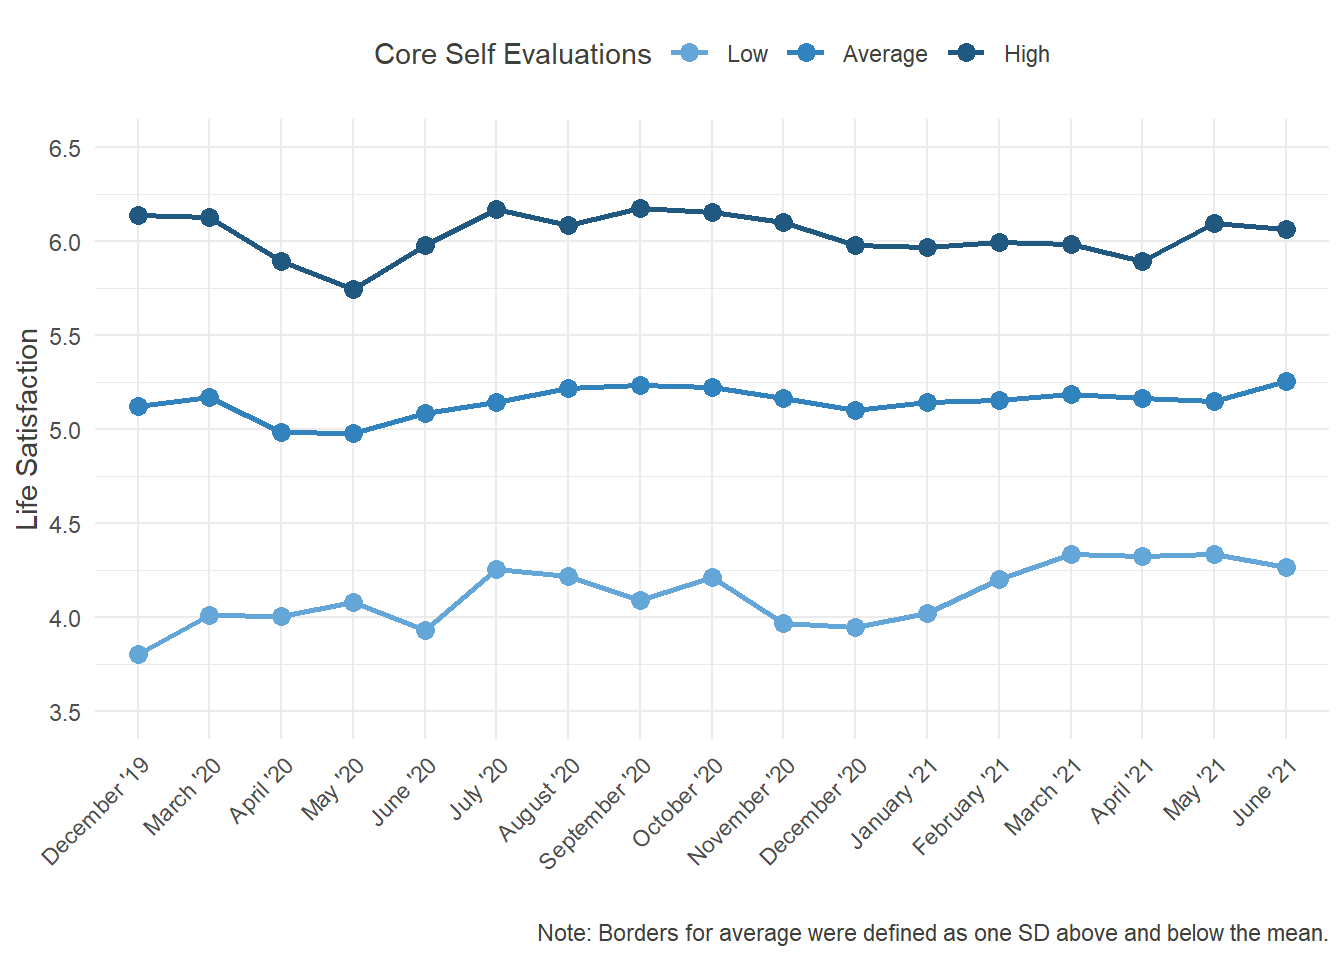 Core Self Evaluations Low Average High
Life Satisfaction
6.5
6.0
5.5
5.0
4.5
4.0
3.5
December '19
March '20
April '20
May '20
June '20
July '20
August '20
September '20
October '20
November '20
December '20
January '21
February '21
March '21
April '21
May '21
June '21
Note: Borders for average were defined as one SD above and below the mean.